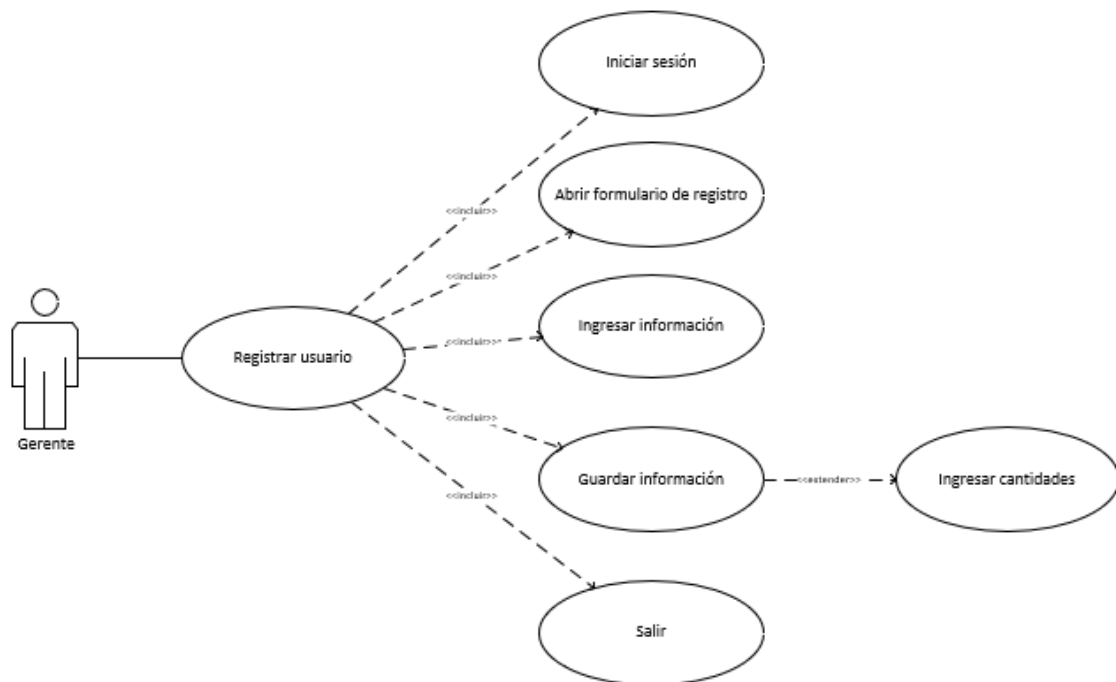 Iniciar sesión
Abrir formulario de registro
<<incluir>>
<<incluir>>
Ingresar información
<<incluir>>
Registrar usuario
<<incluir>>
Gerente
Guardar información
<<extender>>
Ingresar cantidades
<<incluir>>
Salir